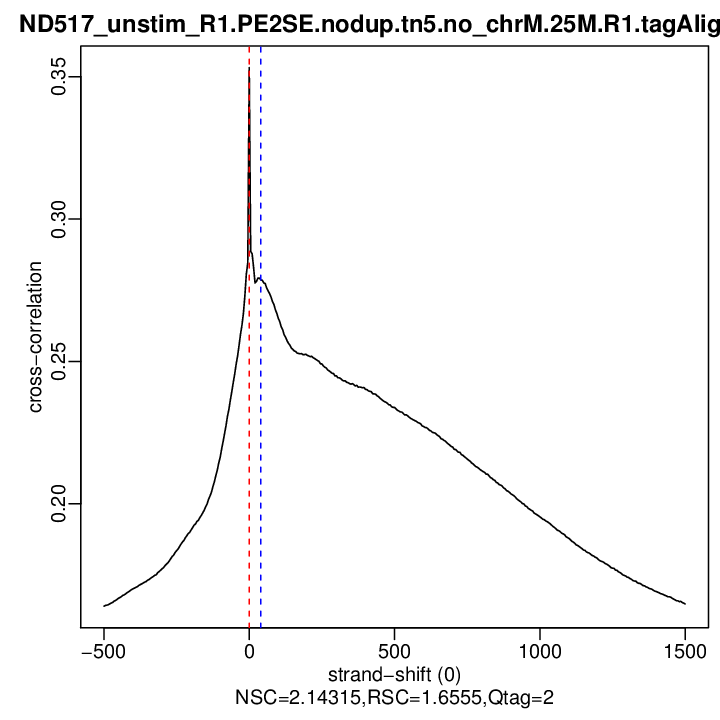 ND517_unstim_R1.PE2SE.nodup.tn5.no_chrM.25M.R1.tagAlig
cross−correlation
0.35
0.30
0.25
0.20
−500 0 500 1000 1500
strand−shift (0)
NSC=2.14315,RSC=1.6555,Qtag=2